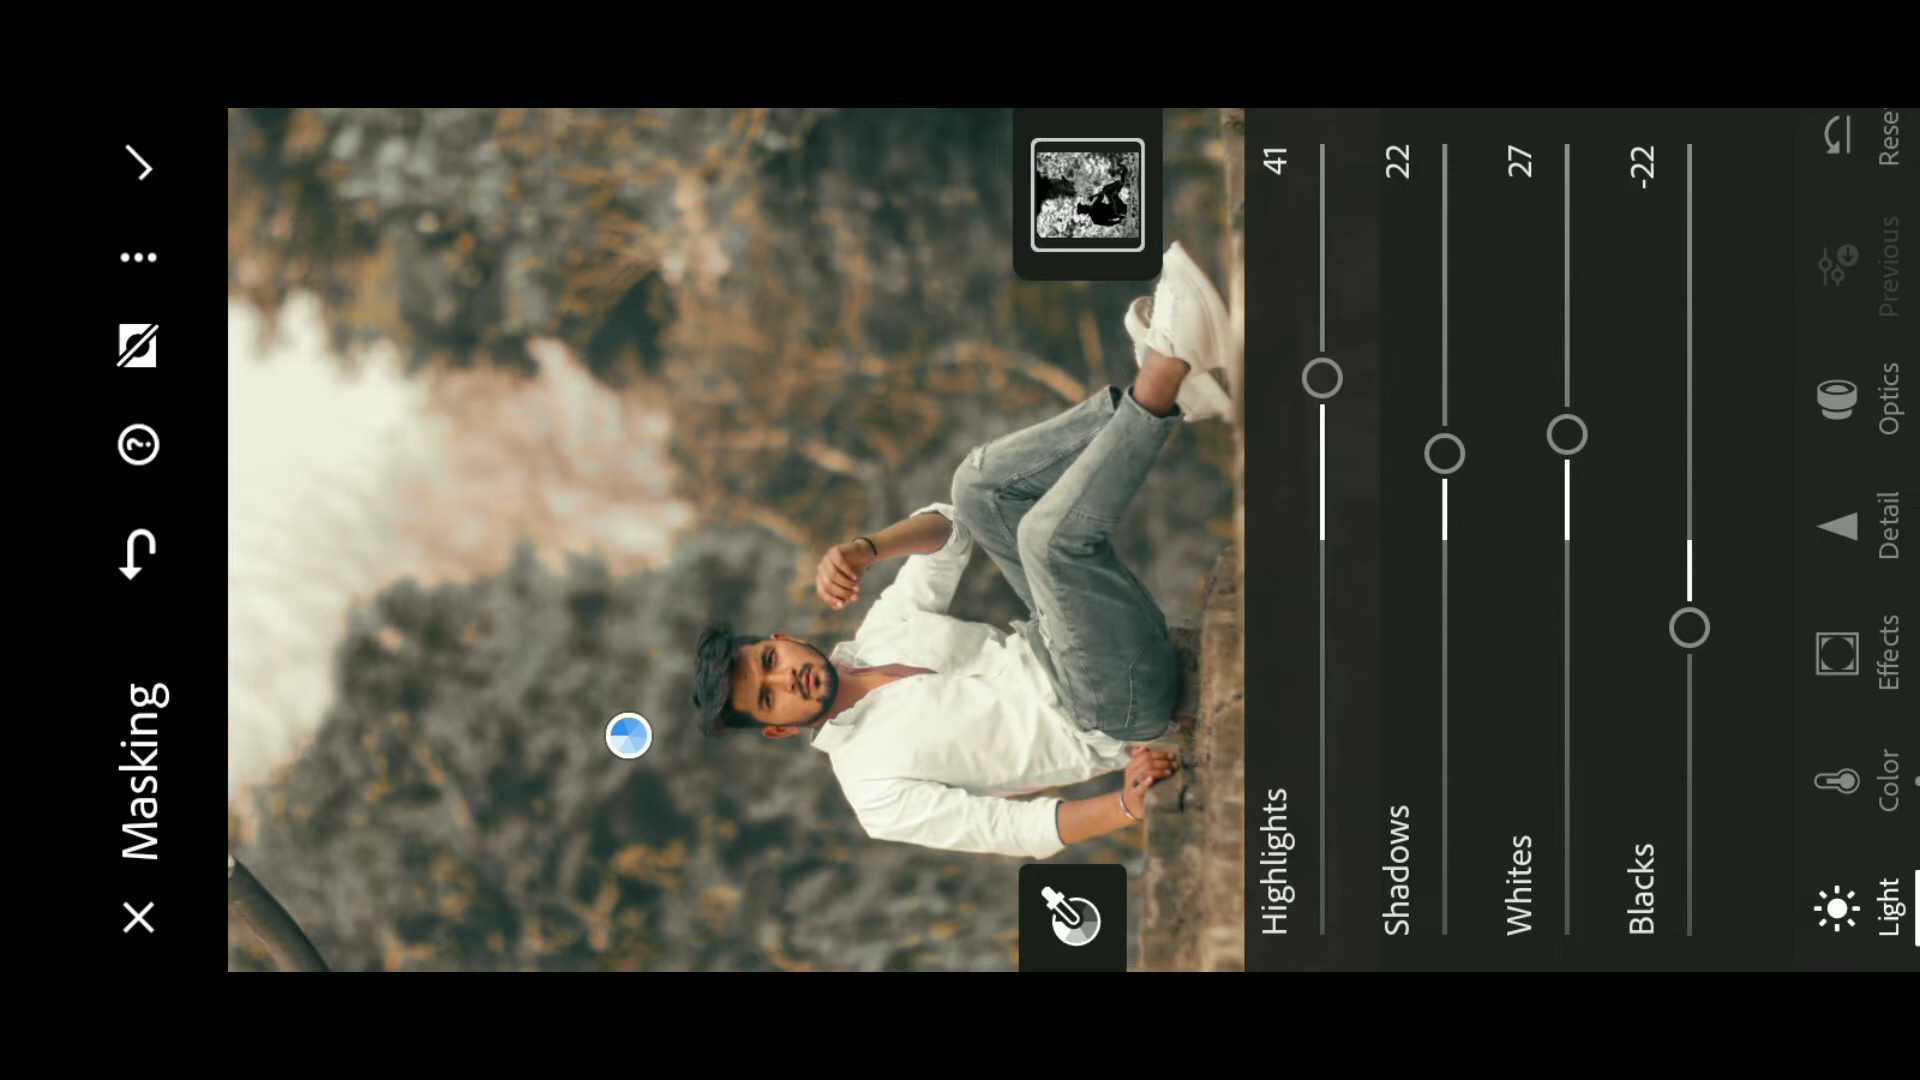 Masking
Highlights 41
Shadows 22
Whites 27
Blacks -22
Light Color Effects Detail Optics Previous Rese